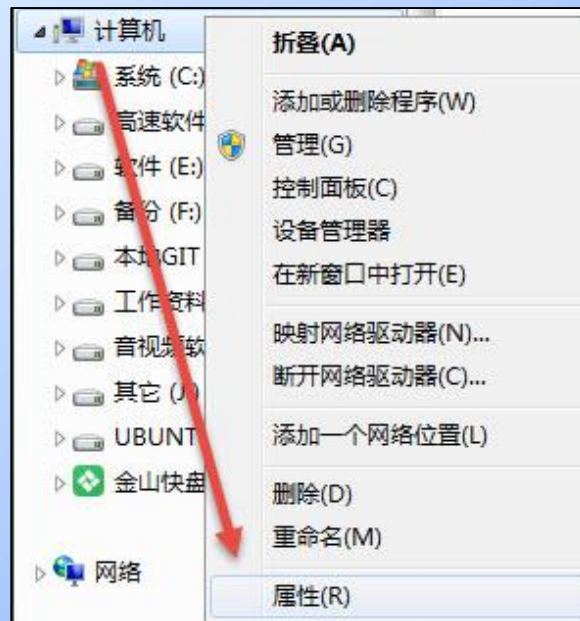 计算机
系统 (C:)
高速软件
软件 (E:)
备份 (F:)
本地GIT
工作资料
音视频软
其它 (J:)
UBUNT
金山快盘
网络
折叠(A)
添加或删除程序(W)
管理(G)
控制面板(C)
设备管理器
在新窗口中打开(E)
映射网络驱动器(N)...
断开网络驱动器(C)...
添加一个网络位置(L)
删除(D)
重命名(M)
属性(R)